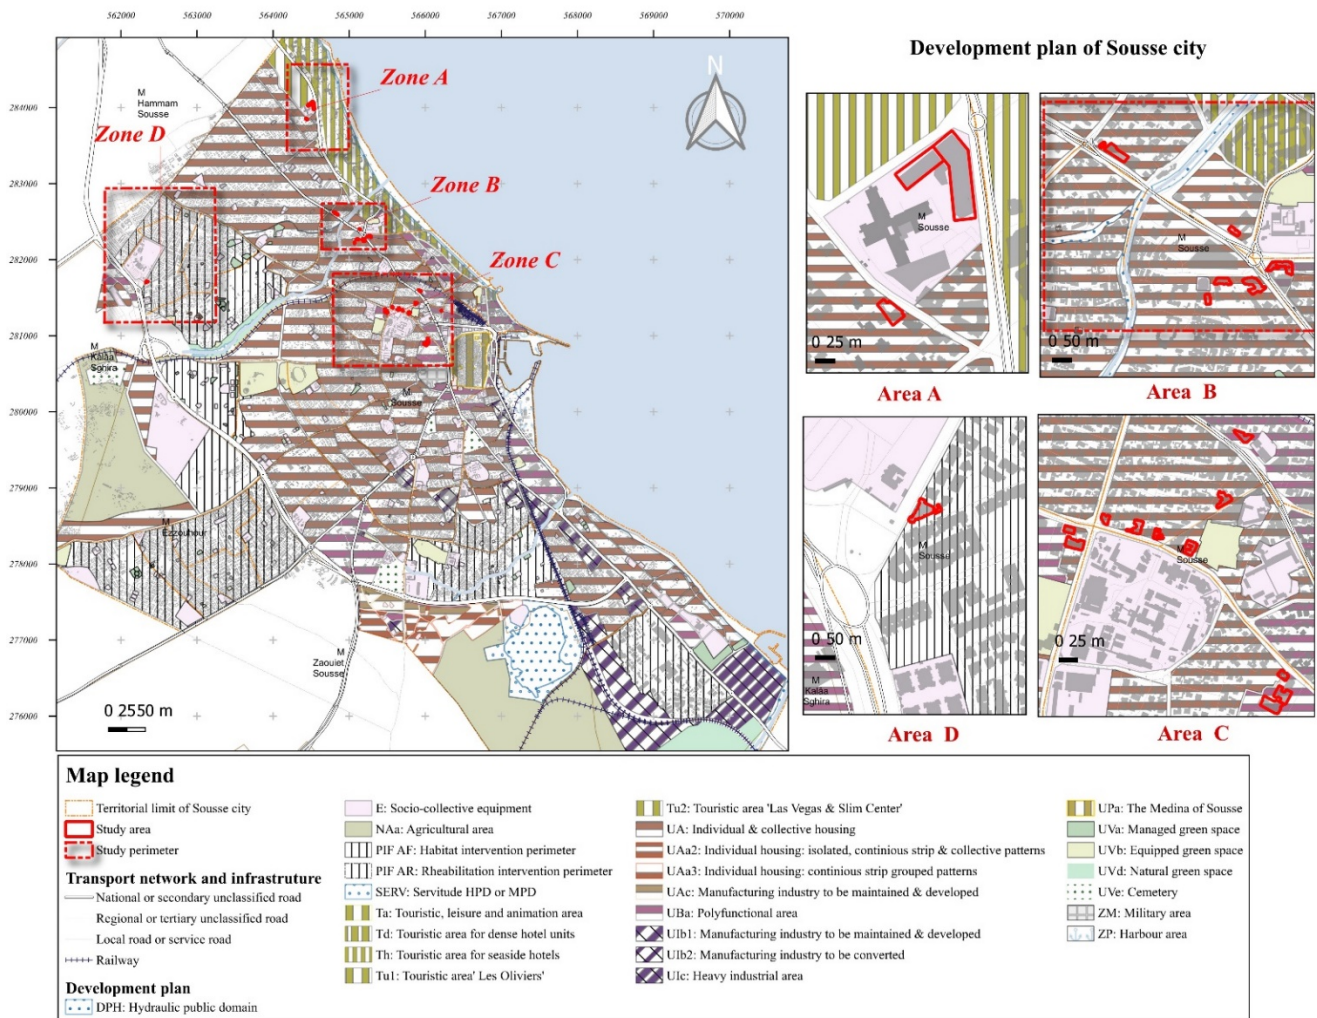 562000 563000 564000 565000 566000 567000 568000 569000 570000
Development plan of Sousse city
N
Zone A
M
Hammam
Sousse
284000
Zone D
283000
Zone B
282000
Zone C
281000
M
Kalâa
Sghira
280000
M
Sousse
279000
M
Ezzouhour
278000
277000
M
Zaouiet
Sousse
276000
0 2550 m
M
Sousse
0 25 m
Area A
M
Sousse
0 50 m
Area B
M
Sousse
0 50 m
M
Kalâa
Sghira
Area D
M
Sousse
0 25 m
Area C
Map legend
Territorial limit of Sousse city
Study area
Study perimeter
Transport network and infrastruture
National or secondary unclassified road
Regional or tertiary unclassified road
Local road or service road
Railway
Development plan
DPH: Hydraulic public domain
E: Socio-collective equipment
NAa: Agricultural area
PIF AF: Habitat intervention perimeter
PIF AR: Rheabilitation intervention perimeter
SERV: Servitude HPD or MPD
Ta: Touristic, leisure and animation area
Td: Touristic area for dense hotel units
Th: Touristic area for seaside hotels
Tu1: Touristic area' Les Oliviers'
Tu2: Touristic area 'Las Vegas & Slim Center'
UA: Individual & collective housing
UAa2: Individual housing: isolated, continious strip & collective patterns
UAa3: Individual housing: continious strip grouped patterns
UAc: Manufacturing industry to be maintained & developed
UBa: Polyfunctional area
UIb1: Manufacturing industry to be maintained & developed
UIb2: Manufacturing industry to be converted
UIc: Heavy industrial area
UPa: The Medina of Sousse
UVa: Managed green space
UVb: Equipped green space
UVd: Natural green space
UVe: Cemetery
ZM: Military area
ZP: Harbour area